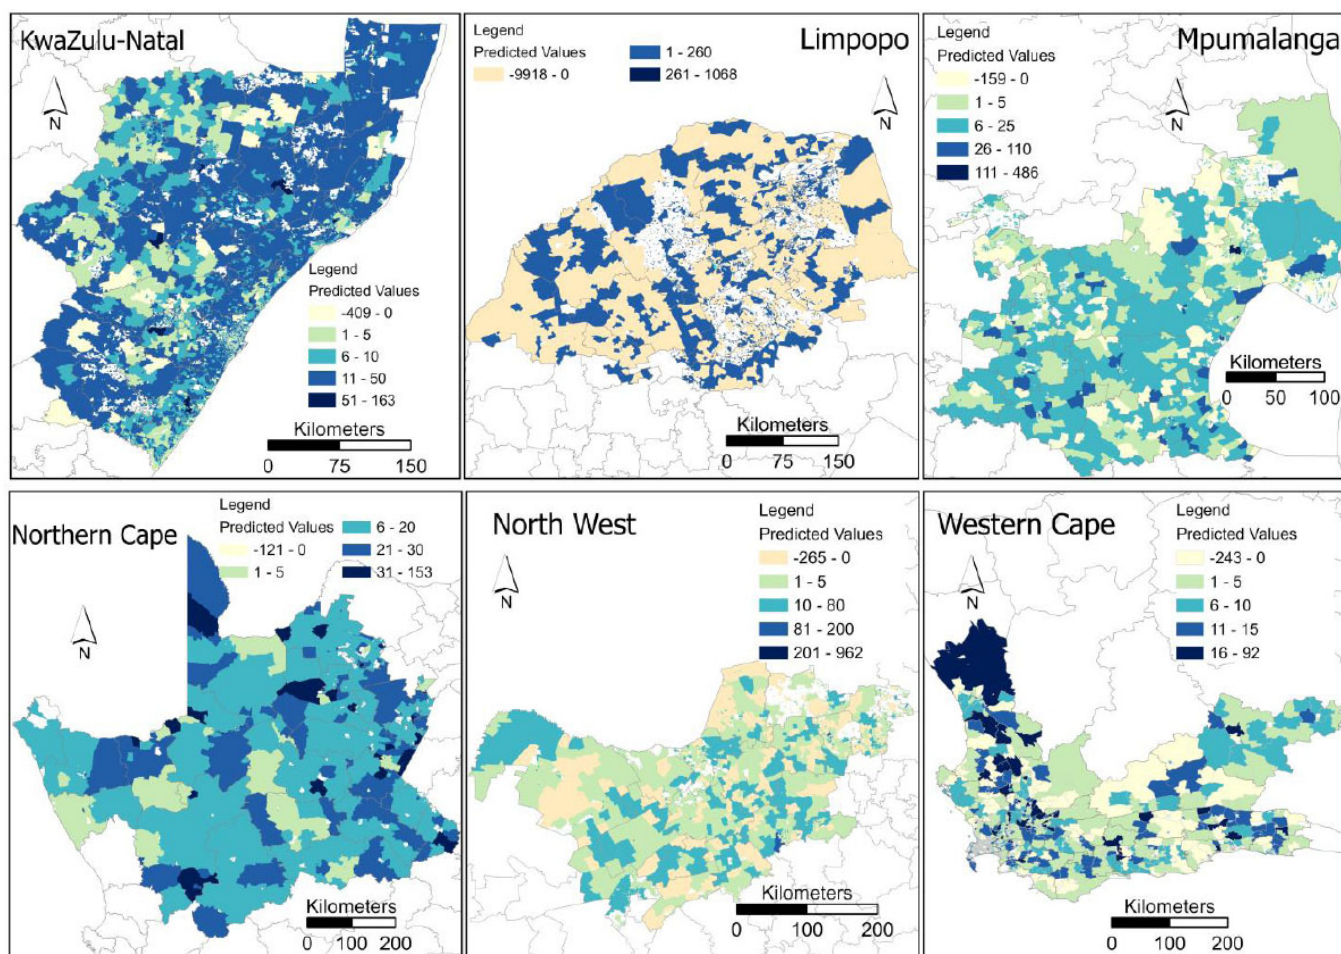 KwaZulu-Natal
N
Legend
Predicted Values
-409 - 0
1 - 5
6 - 10
11 - 50
51 - 163
Kilometers
0 75 150
Limpopo
Legend
Predicted Values
-9918 - 0
1 - 260
261 - 1068
N
Kilometers
0 75 150
Mpumalanga
Legend
Predicted Values
-159 - 0
1 - 5
6 - 25
26 - 110
111 - 486
N
Kilometers
0 50 100
Northern Cape
Legend
Predicted Values
-121 - 0
1 - 5
6 - 20
21 - 30
31 - 153
N
Kilometers
0 100 200
North West
Legend
Predicted Values
-265 - 0
1 - 5
10 - 80
81 - 200
201 - 962
N
Kilometers
0 100 200
Western Cape
Legend
Predicted Values
-243 - 0
1 - 5
6 - 10
11 - 15
16 - 92
N
Kilometers
0 100 200